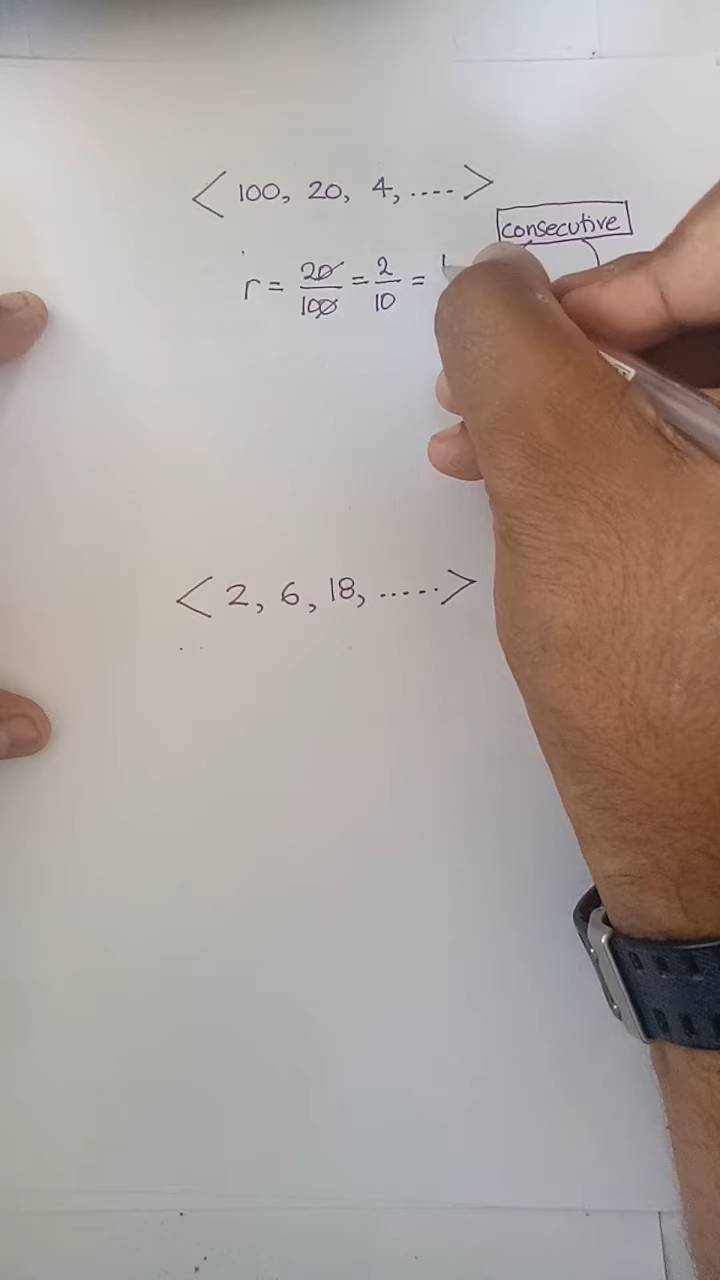 < 100, 20, 4, .... >
consecutive
r = 20/100 = 2/10 =
< 2, 6, 18, ..... >